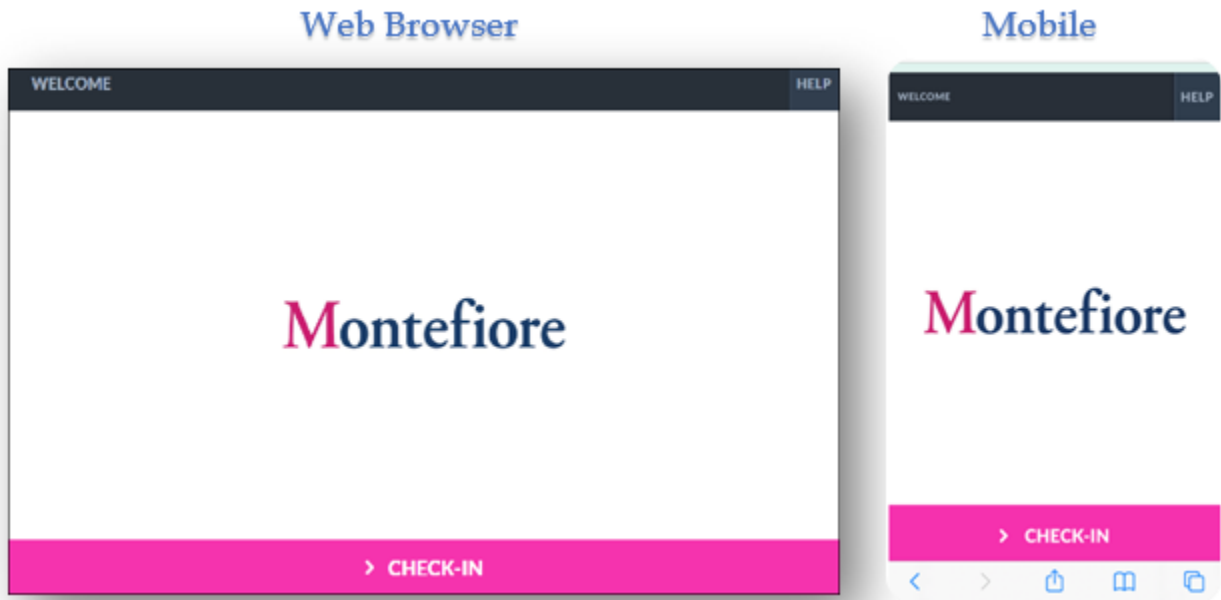 Web Browser
WELCOME
HELP
Montefiore
> CHECK-IN
Mobile
WELCOME
HELP
Montefiore
> CHECK-IN